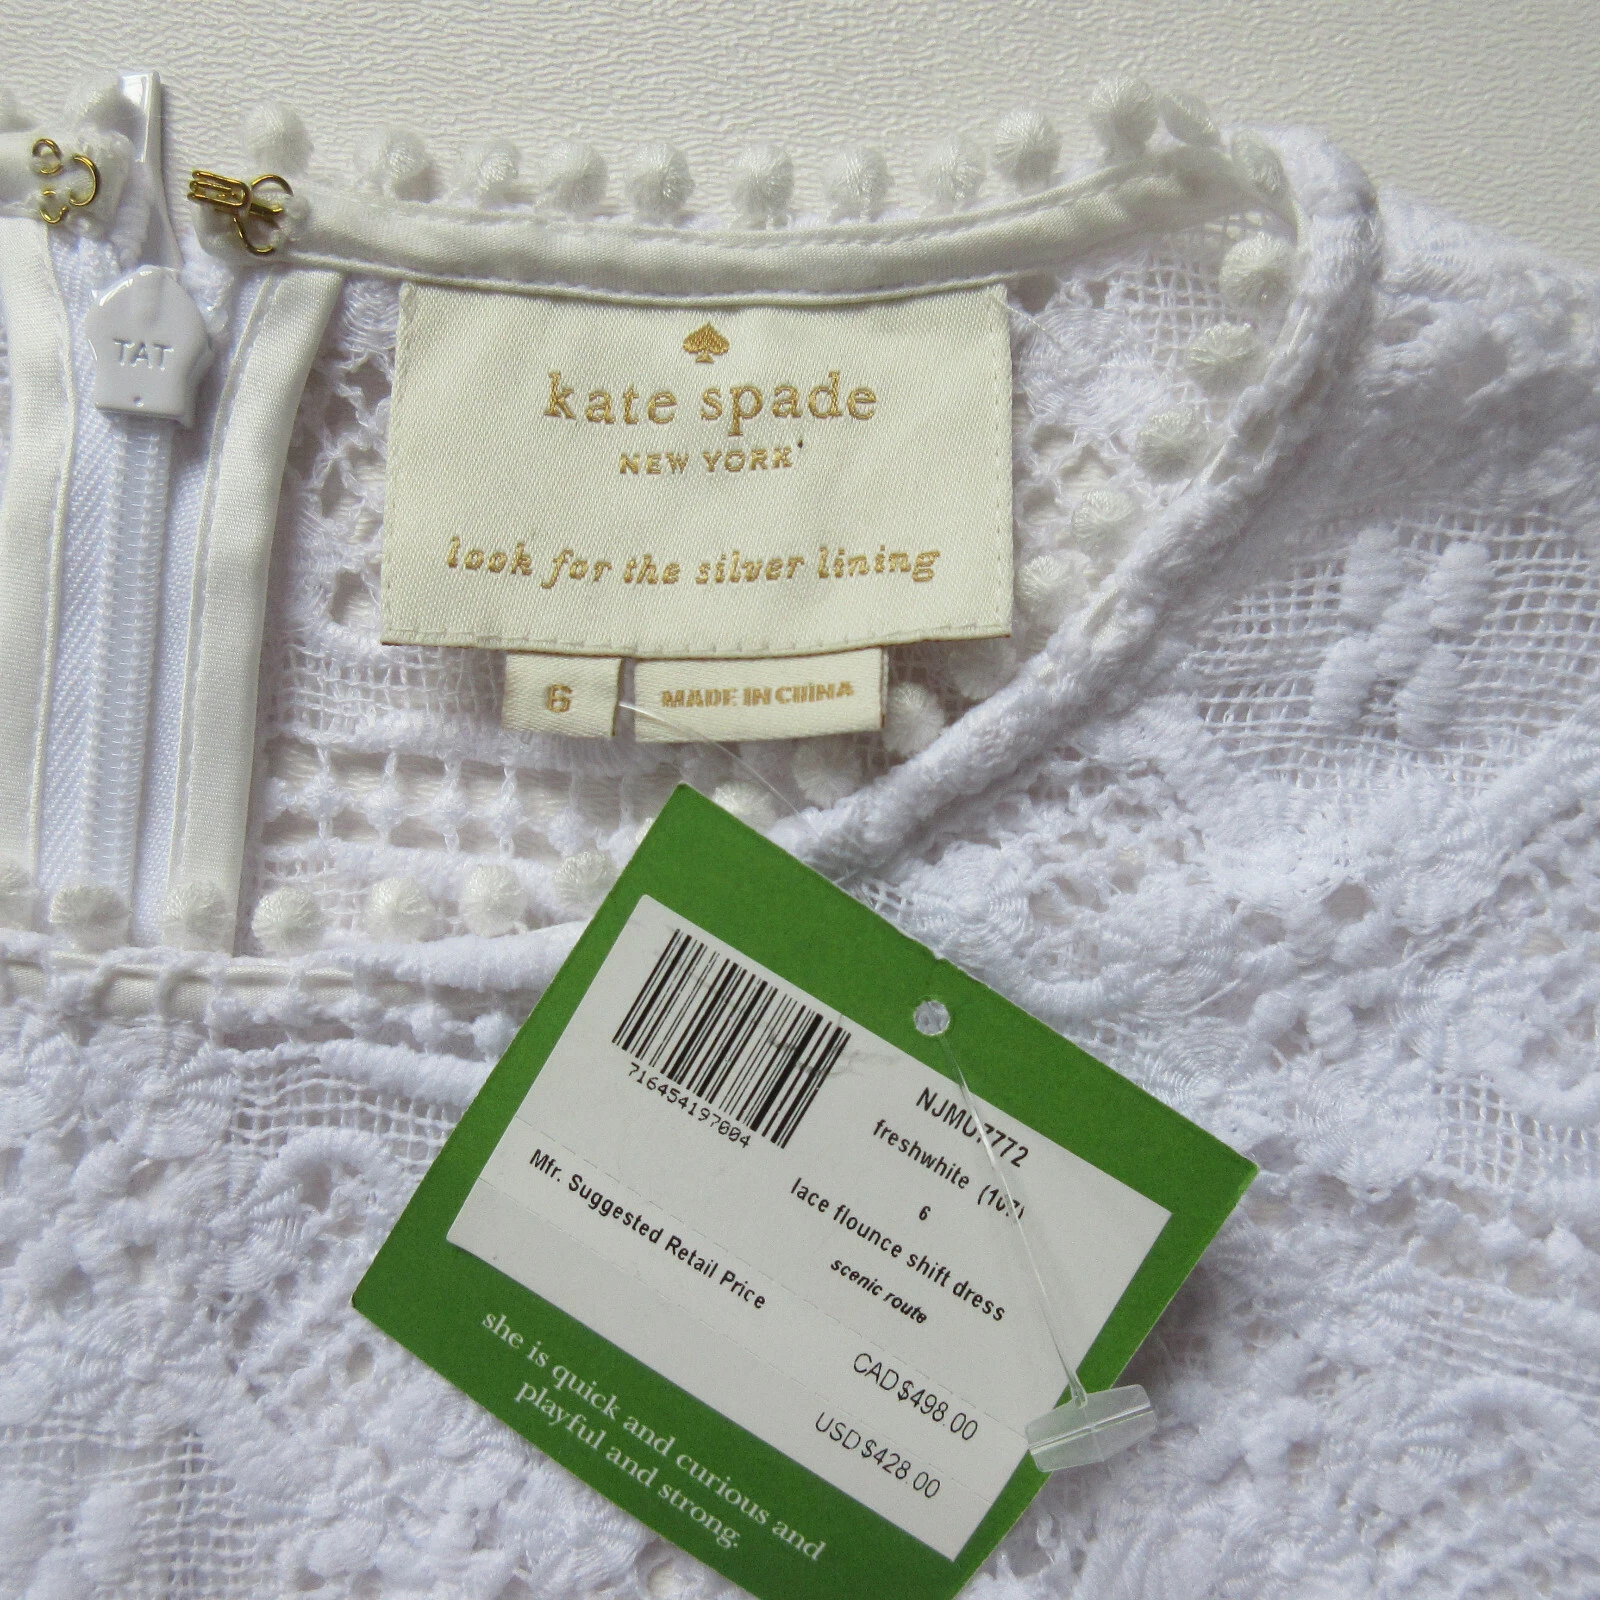 TAT
kate spade
NEW YORK
look for the silver lining
6
MADE IN CHINA
716454197004
NJMU7772
freshwhite (107)
6
lace flounce shift dress
scenic route
Mfr. Suggested Retail Price
CAD$498.00
USD$428.00
she is quick and curious and
playful and strong.